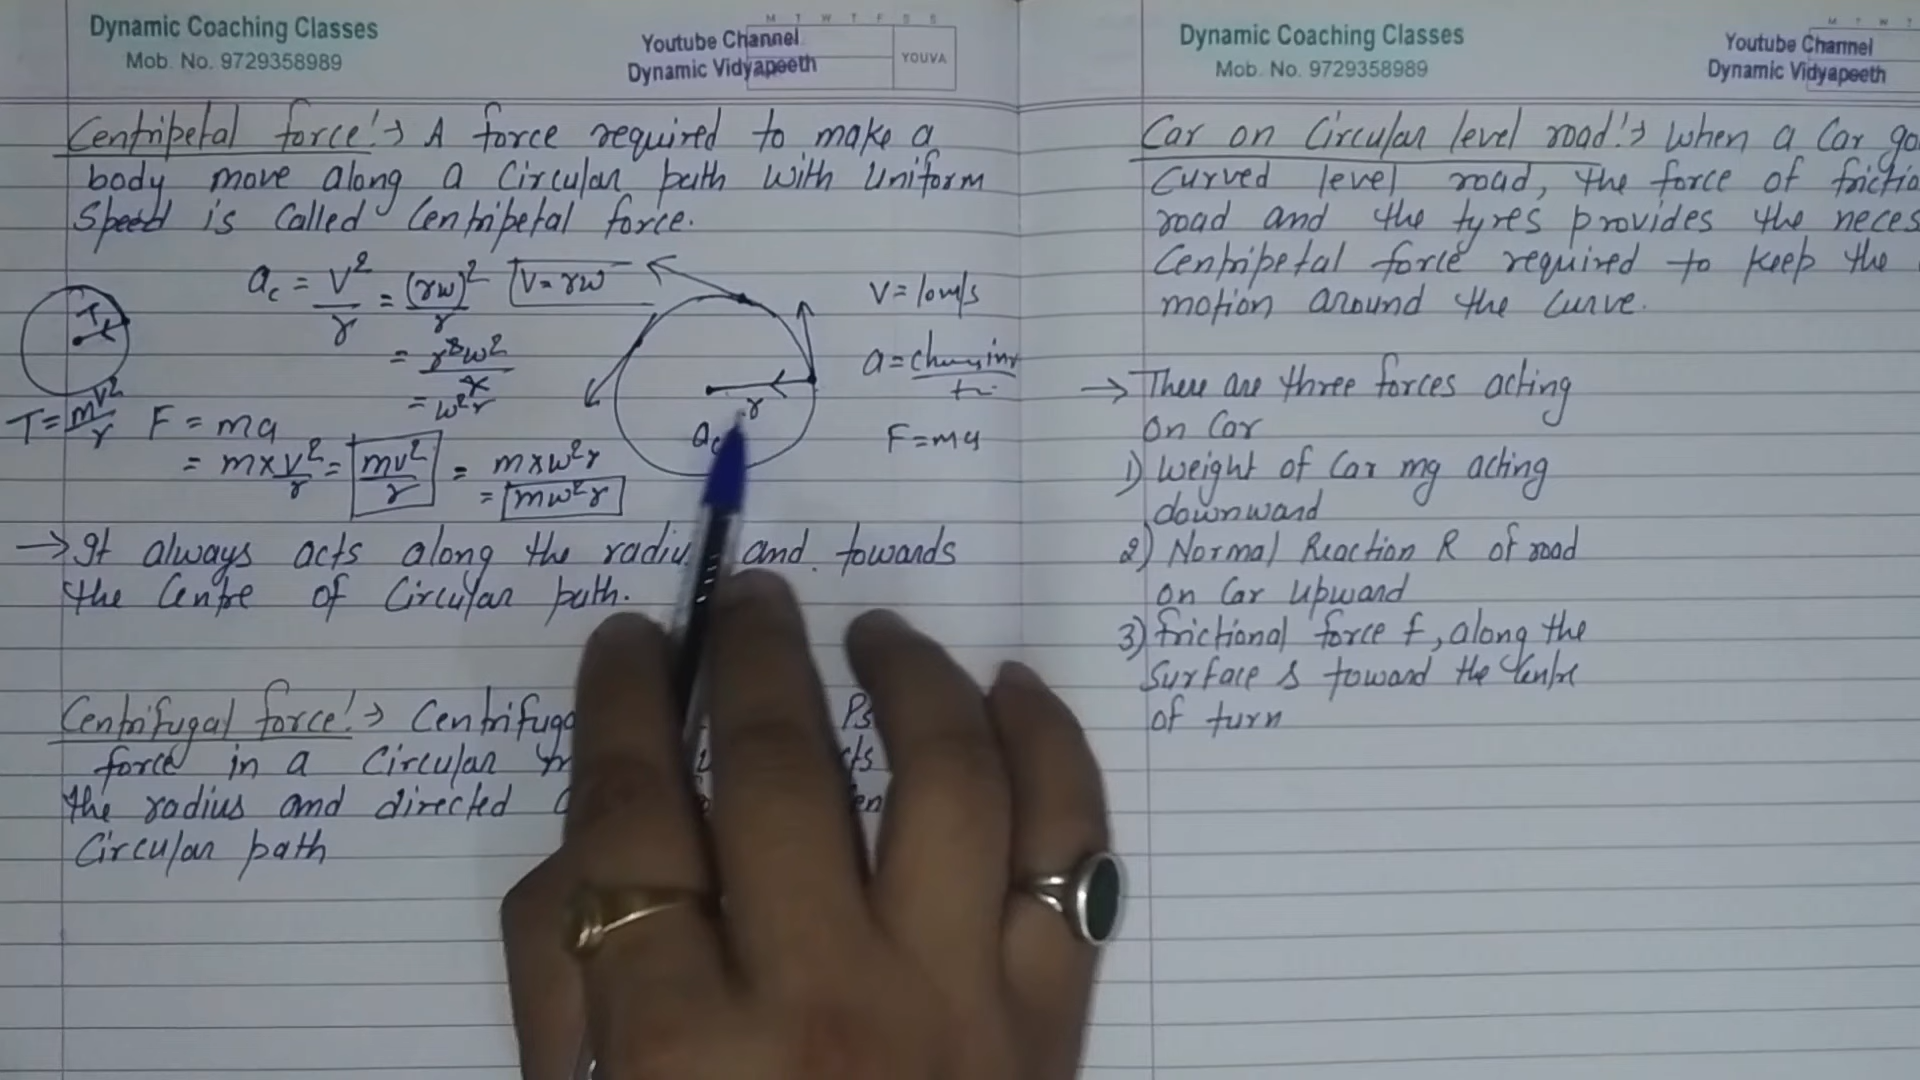 Dynamic Coaching Classes
Mob. No. 9729358989
M T W T F S S
Youtube Channel
Dynamic Vidyapeeth
YOUVA
Centripetal force:→ A force required to make a
body move along a circular path with uniform
speed is called centripetal force.
a_c = v²/r = (rω)²/r v = rω
= r²ω²/r
= ω²r
T
T = mv²/r F = ma
= m×v²/r = mv²/r = m×ω²r
= mω²r
r
a_c
v = 10m/s
F = ma
→ It always acts along the and towards
the centre of circular path.
Centrifugal force:→
force in a circular
the radius and directed
circular path
Dynamic Coaching Classes
Mob. No. 9729358989
M T W T
Youtube Channel
Dynamic Vidyapeeth
Car on Circular level road:→ when a car go
curved level road, the force of frictio
road and the tyres provides the neces
centripetal force required to keep the
motion around the curve.
→ There are three forces acting
on car
1) weight of car mg acting
downward
2) Normal Reaction R of road
on car upward
3) frictional force f, along the
surface & toward the centre
of turn